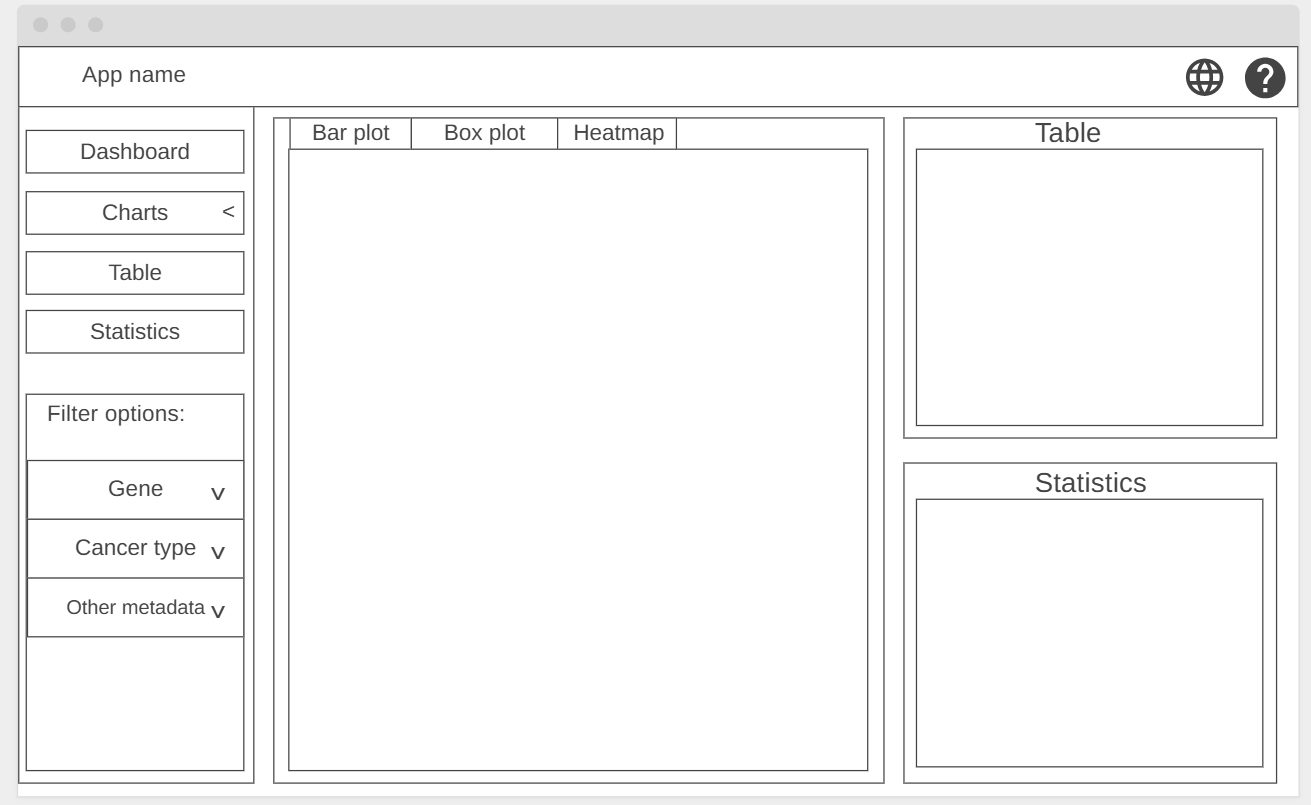 App name
Dashboard
Charts <
Table
Statistics
Filter options:
Gene v
Cancer type v
Other metadata v
Bar plot
Box plot
Heatmap
Table
Statistics
?